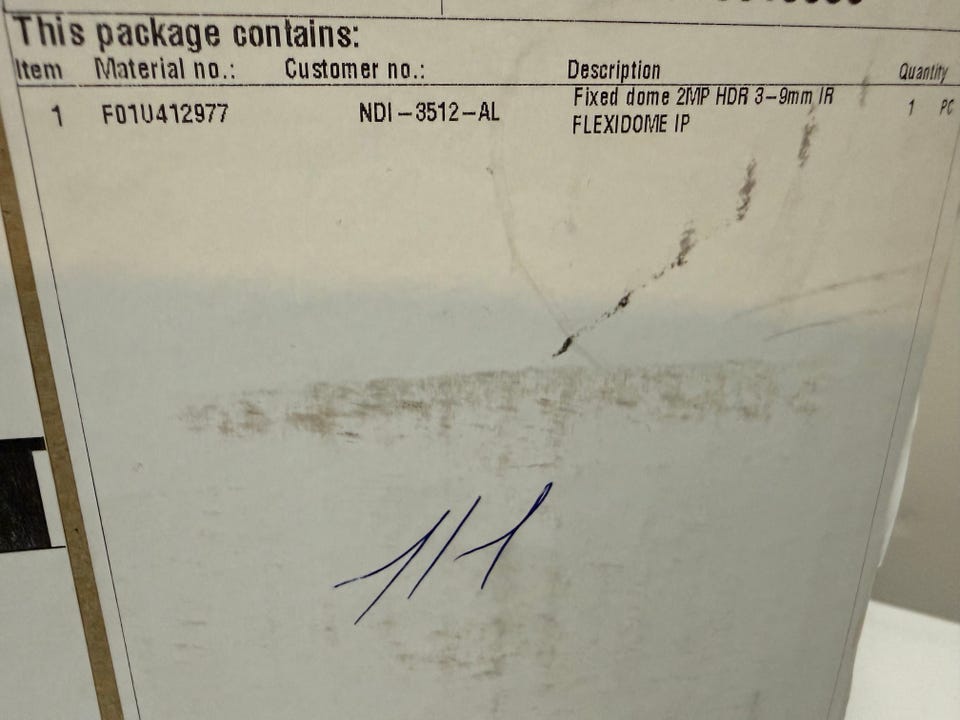 This package contains:
Item Material no.: Customer no.: Description Quantity
1 F01U412977 NDI-3512-AL Fixed dome 2MP HDR 3-9mm IR 1 PC
FLEXIDOME IP
1/1